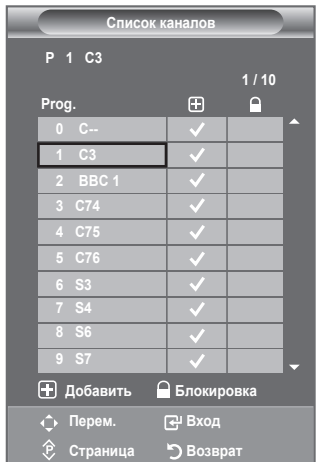 Список каналов
P 1 C3
1 / 10
Prog.
0 C--
1 C3
2 BBC 1
3 C74
4 C75
5 C76
6 S3
7 S4
8 S6
9 S7
Добавить Блокировка
Перем. Вход
Страница Возврат